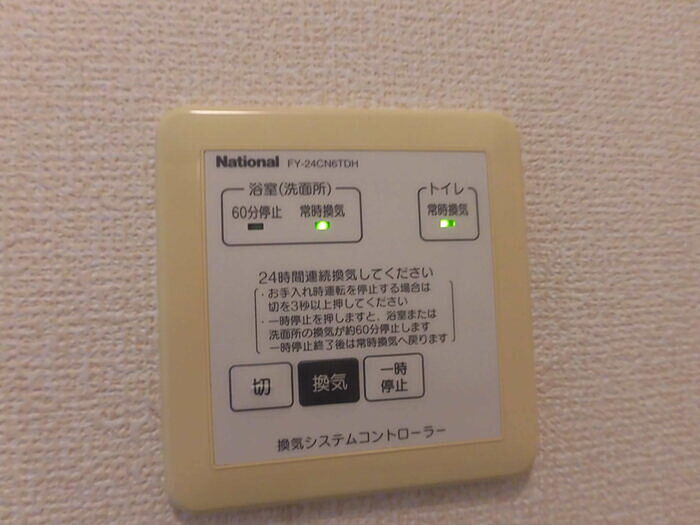 National FY-24CN6TDH
浴室(洗面所)
60分停止 常時換気
トイレ
常時換気
24時間連続換気してください
・お手入れ時運転を停止する場合は
切を3秒以上押してください
・一時停止を押しますと、浴室または
洗面所の換気が約60分停止します
一時停止終了後は常時換気へ戻ります
切
換気
一時
停止
換気システムコントローラー